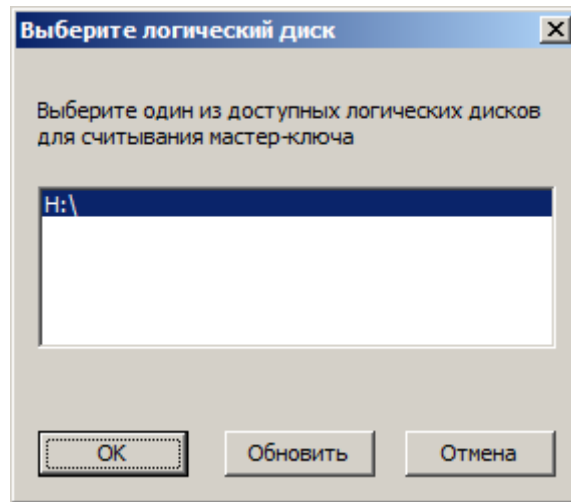 Выберите логический диск
Выберите один из доступных логических дисков
для считывания мастер-ключа
H:\
OK
Обновить
Отмена